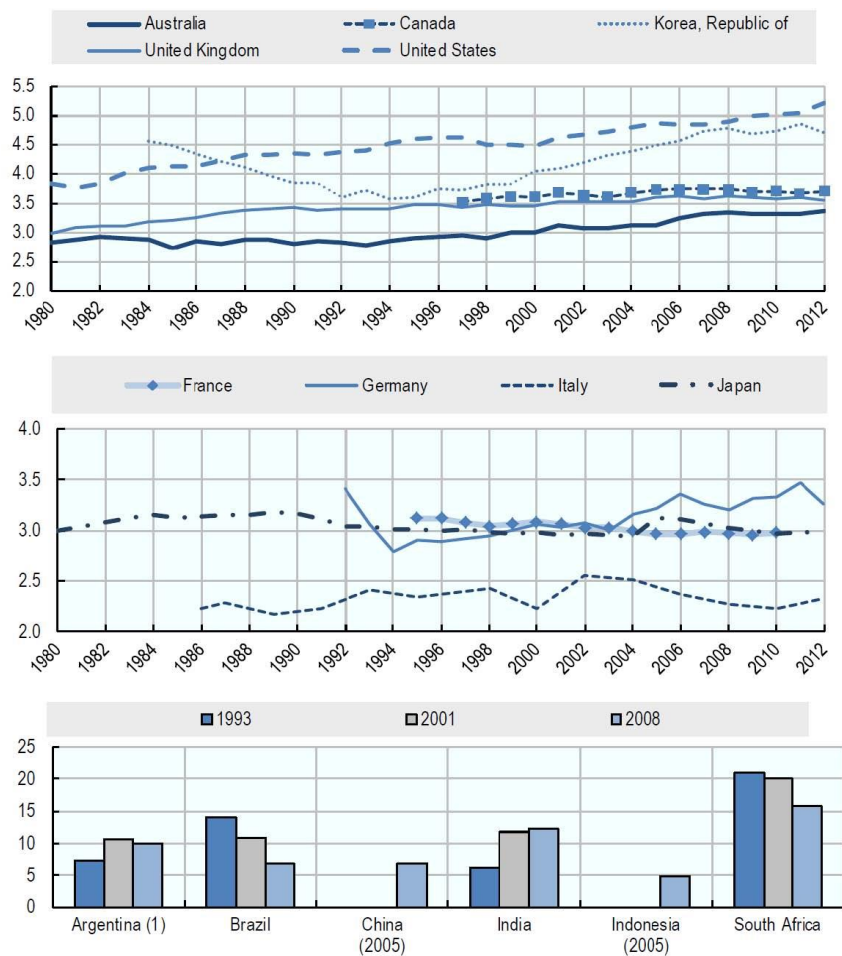 Australia Canada Korea, Republic of
United Kingdom United States
5.5
5.0
4.5
4.0
3.5
3.0
2.5
2.0
1980 1982 1984 1986 1988 1990 1992 1994 1996 1998 2000 2002 2004 2006 2008 2010 2012
France Germany Italy Japan
4.0
3.5
3.0
2.5
2.0
1980 1982 1984 1986 1988 1990 1992 1994 1996 1998 2000 2002 2004 2006 2008 2010 2012
1993 2001 2008
25
20
15
10
5
0
Argentina (1) Brazil China India Indonesia South Africa
(2005) (2005)